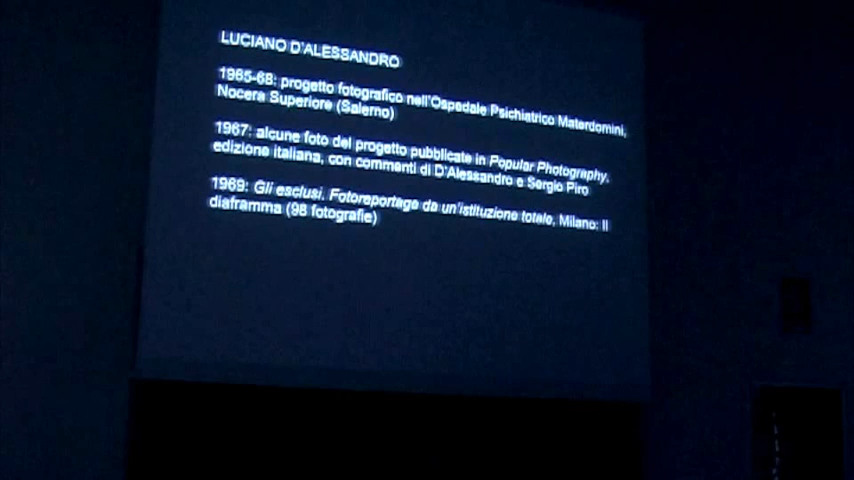 LUCIANO D'ALESSANDRO
1965-68: progetto fotografico nell'Ospedale Psichiatrico Materdomini,
Nocera Superiore (Salerno)
1967: alcune foto del progetto pubblicate in Popular Photography,
edizione italiana, con commenti di D'Alessandro e Sergio Piro
1969: Gli esclusi. Fotoreportage da un'istituzione totale, Milano: Il
diaframma (98 fotografie)